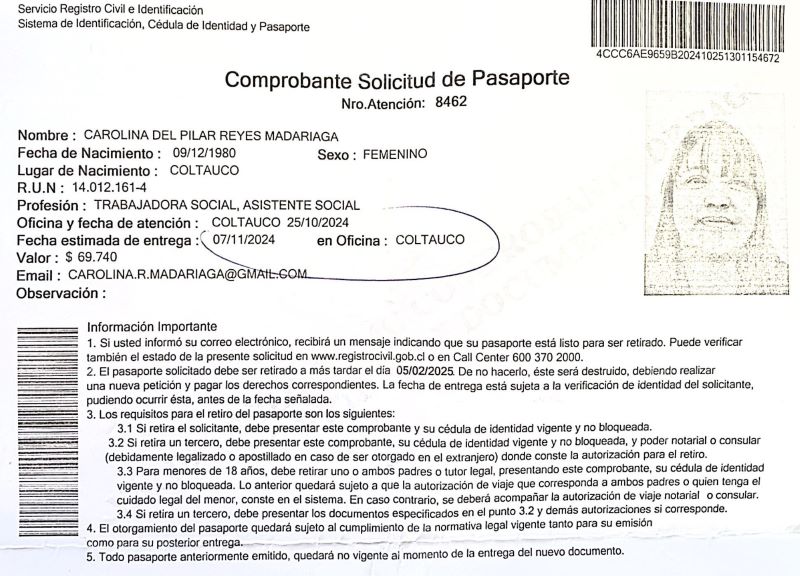 Servicio Registro Civil e Identificación
Sistema de Identificación, Cédula de Identidad y Pasaporte
4CCC6AE9659B202410251301154672
Comprobante Solicitud de Pasaporte
Nro.Atención: 8462
Nombre : CAROLINA DEL PILAR REYES MADARIAGA
Fecha de Nacimiento : 09/12/1980 Sexo : FEMENINO
Lugar de Nacimiento : COLTAUCO
R.U.N : 14.012.161-4
Profesión : TRABAJADORA SOCIAL, ASISTENTE SOCIAL
Oficina y fecha de atención : COLTAUCO 25/10/2024
Fecha estimada de entrega : 07/11/2024 en Oficina : COLTAUCO
Valor : $ 69.740
Email : CAROLINA.R.MADARIAGA@GMAIL.COM
Observación :
Información Importante
1. Si usted informó su correo electrónico, recibirá un mensaje indicando que su pasaporte está listo para ser retirado. Puede verificar
también el estado de la presente solicitud en www.registrocivil.gob.cl o en Call Center 600 370 2000.
2. El pasaporte solicitado debe ser retirado a más tardar el día 05/02/2025. De no hacerlo, éste será destruido, debiendo realizar
una nueva petición y pagar los derechos correspondientes. La fecha de entrega está sujeta a la verificación de identidad del solicitante,
pudiendo ocurrir ésta, antes de la fecha señalada.
3. Los requisitos para el retiro del pasaporte son los siguientes:
3.1 Si retira el solicitante, debe presentar este comprobante y su cédula de identidad vigente y no bloqueada.
3.2 Si retira un tercero, debe presentar este comprobante, su cédula de identidad vigente y no bloqueada, y poder notarial o consular
(debidamente legalizado o apostillado en caso de ser otorgado en el extranjero) donde conste la autorización para el retiro.
3.3 Para menores de 18 años, debe retirar uno o ambos padres o tutor legal, presentando este comprobante, su cédula de identidad
vigente y no bloqueada. Lo anterior quedará sujeto a que la autorización de viaje que corresponda a ambos padres o quien tenga el
cuidado legal del menor, conste en el sistema. En caso contrario, se deberá acompañar la autorización de viaje notarial o consular.
3.4 Si retira un tercero, debe presentar los documentos especificados en el punto 3.2 y demás autorizaciones si corresponde.
4. El otorgamiento del pasaporte quedará sujeto al cumplimiento de la normativa legal vigente tanto para su emisión
como para su posterior entrega.
5. Todo pasaporte anteriormente emitido, quedará no vigente al momento de la entrega del nuevo documento.